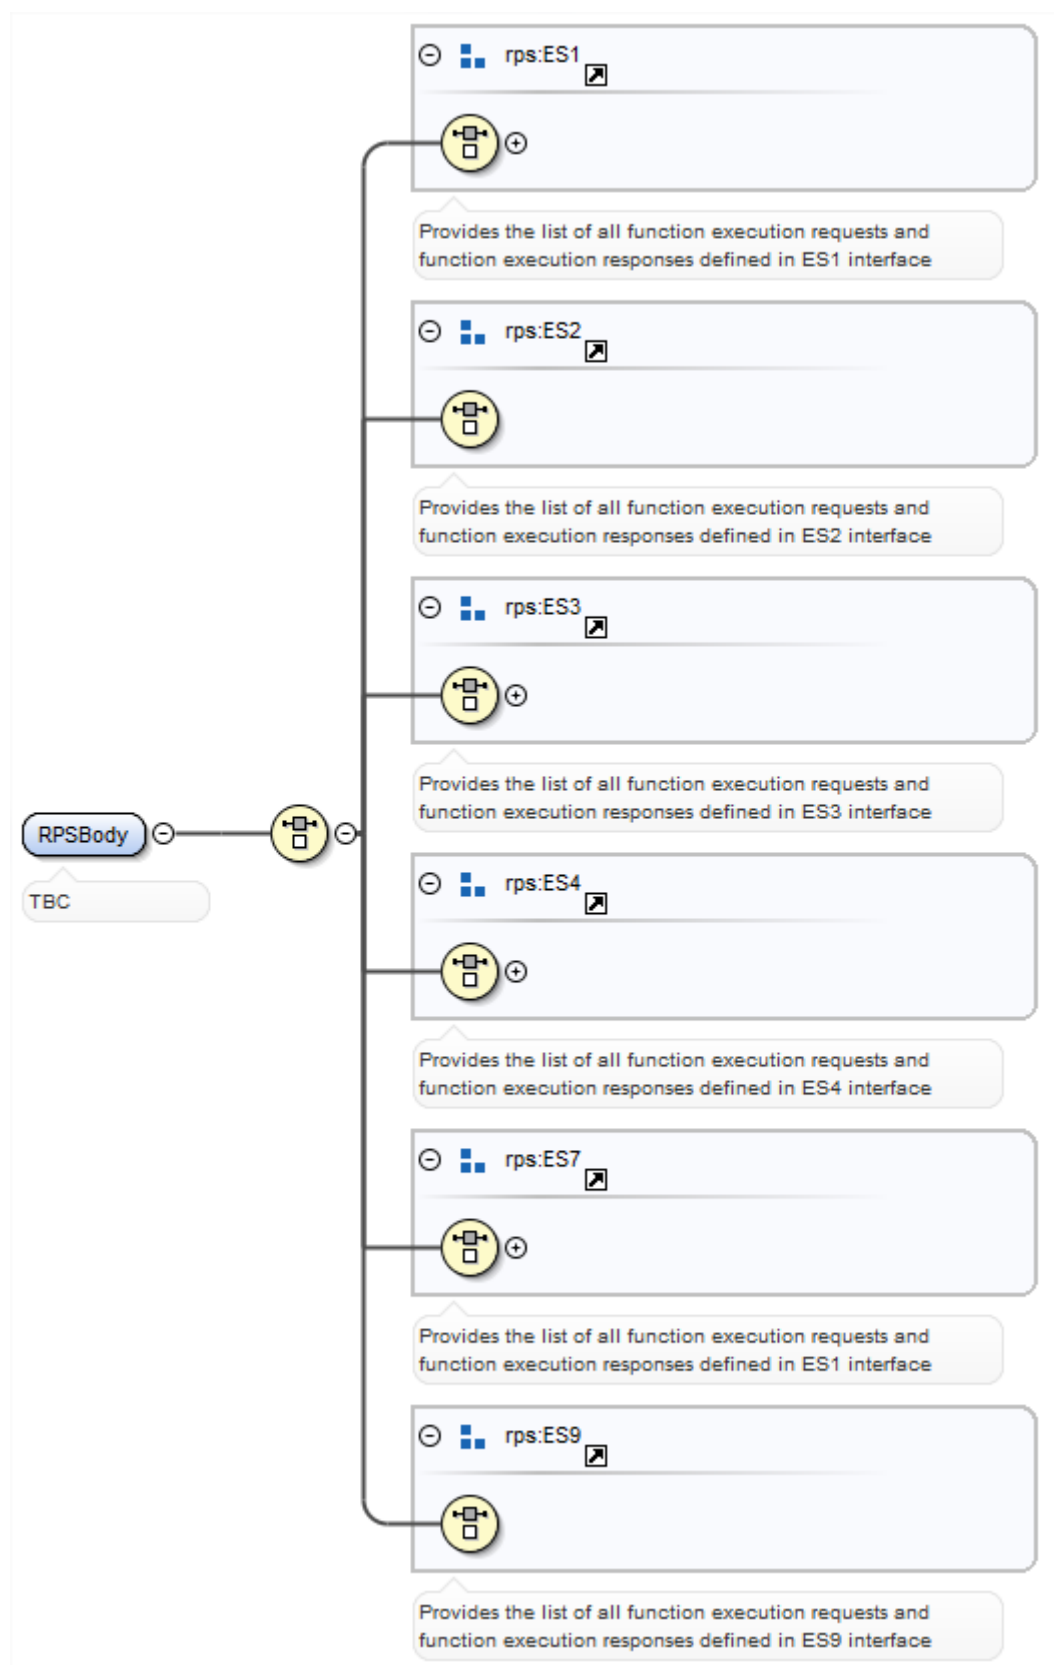 rps:ES1
Provides the list of all function execution requests and
function execution responses defined in ES1 interface
rps:ES2
Provides the list of all function execution requests and
function execution responses defined in ES2 interface
rps:ES3
Provides the list of all function execution requests and
function execution responses defined in ES3 interface
RPSBody
TBC
rps:ES4
Provides the list of all function execution requests and
function execution responses defined in ES4 interface
rps:ES7
Provides the list of all function execution requests and
function execution responses defined in ES1 interface
rps:ES9
Provides the list of all function execution requests and
function execution responses defined in ES9 interface